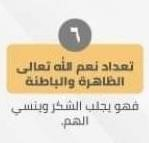 ٦
تعداد نعم الله تعالى
الظاهرة والباطنة
فهو يجلب الشكر وينسي
الهم.